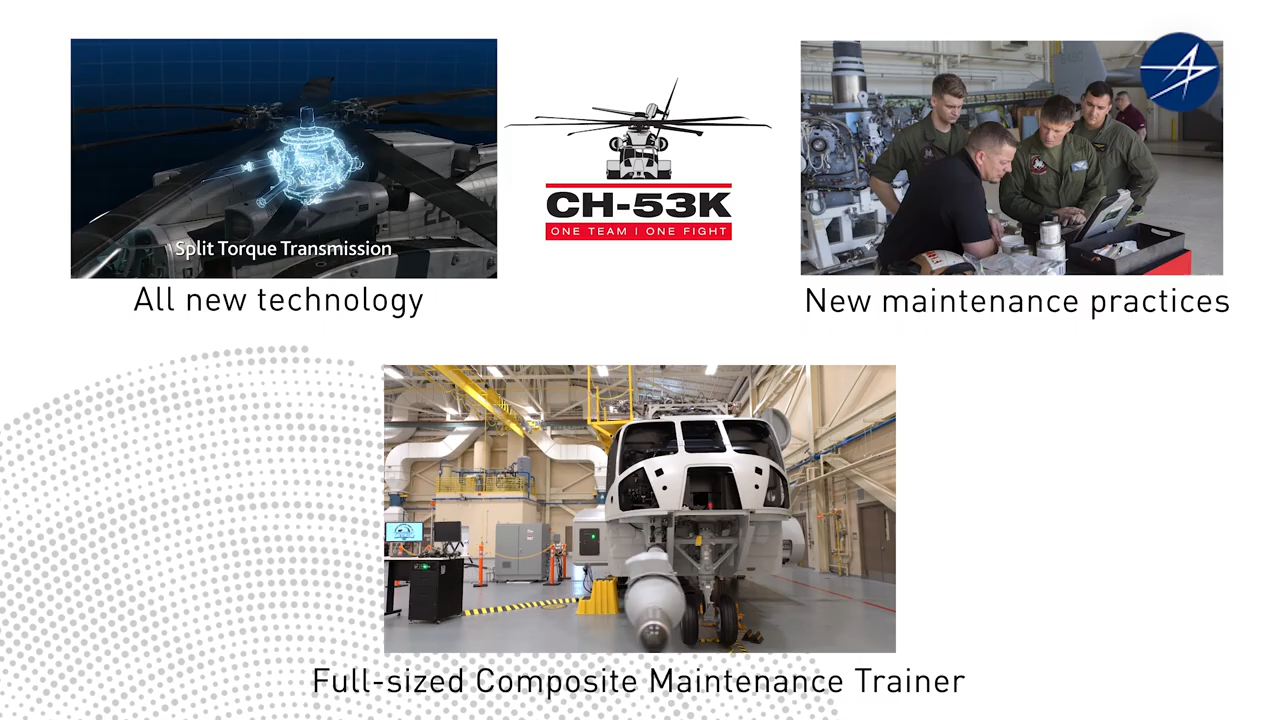 Split Torque Transmission
All new technology
CH-53K
ONE TEAM | ONE FIGHT
New maintenance practices
Full-sized Composite Maintenance Trainer